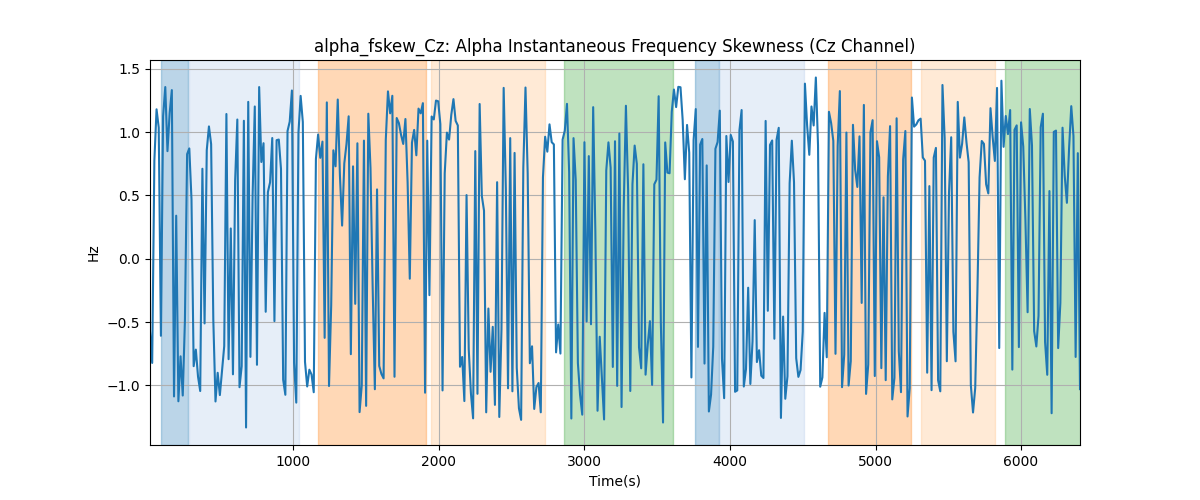 alpha_fskew_Cz: Alpha Instantaneous Frequency Skewness (Cz Channel)
1.5
1.0
0.5
0.0
−0.5
−1.0
Hz
1000 2000 3000 4000 5000 6000
Time(s)